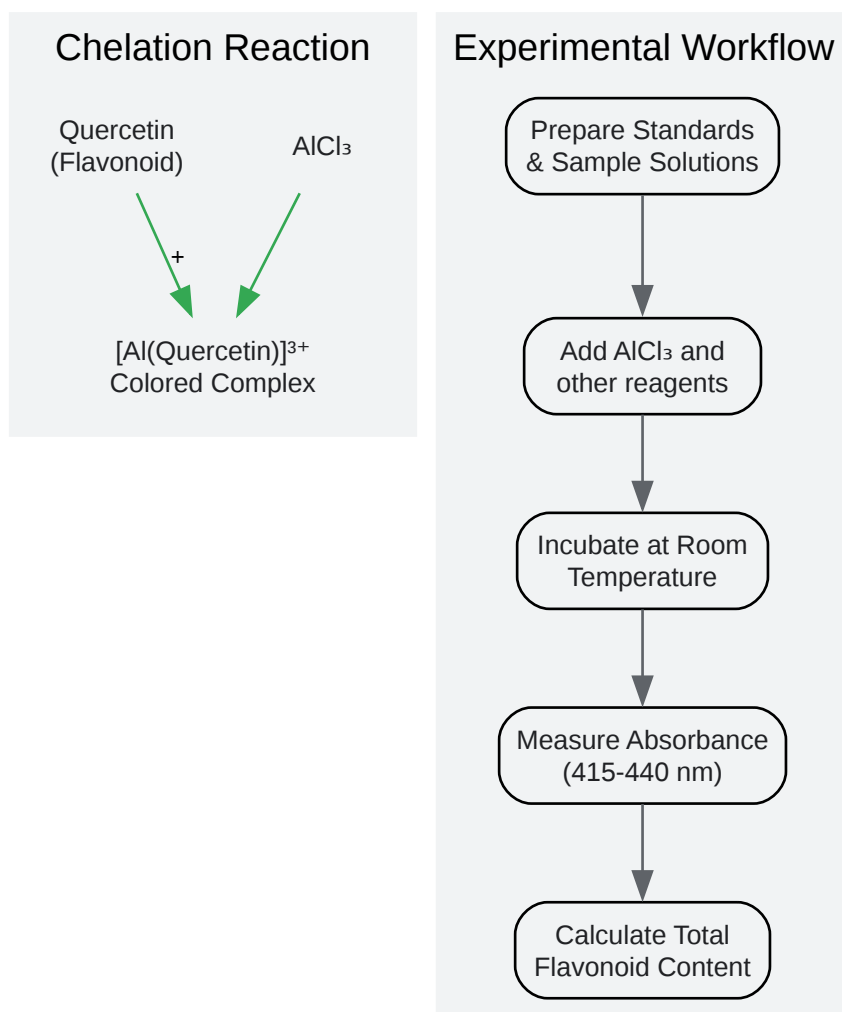 Chelation Reaction
Quercetin
(Flavonoid)
AlCl₃
+
[Al(Quercetin)]³⁺
Colored Complex
Experimental Workflow
Prepare Standards
& Sample Solutions
Add AlCl₃ and
other reagents
Incubate at Room
Temperature
Measure Absorbance
(415-440 nm)
Calculate Total
Flavonoid Content